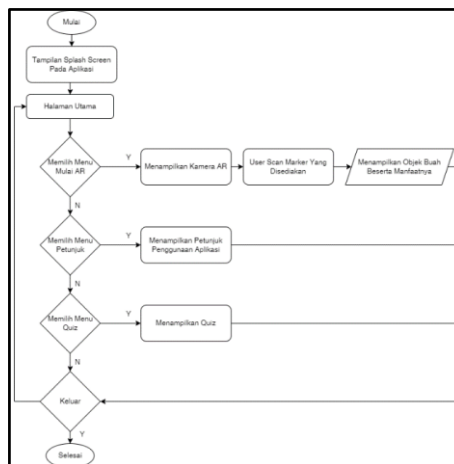 Mulai
Tampilan Splash Screen
Pada Aplikasi
Halaman Utama
Memilih Menu
Mulai AR
Y
Menampilkan Kamera AR
User Scan Marker Yang
Disediakan
Menampilkan Objek Buah
Beserta Manfaatnya
N
Memilih Menu
Petunjuk
Y
Menampilkan Petunjuk
Penggunaan Aplikasi
N
Memilih Menu
Quiz
Y
Menampilkan Quiz
N
Keluar
Y
Selesai